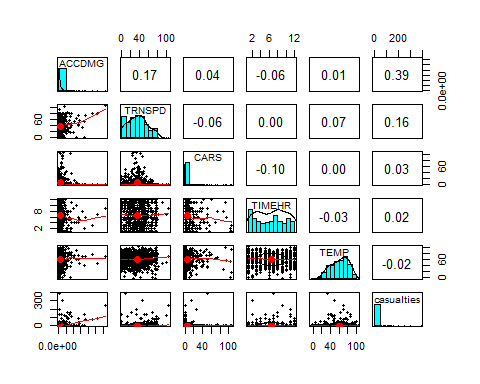 0 40 100 2 6 12 0 200
ACCDMG 0.17 0.04 -0.06 0.01 0.39 0.0e+00
0 60 TRNSPD -0.06 0.00 0.07 0.16
CARS -0.10 0.00 0.03 0 60
2 8 TIMEHR -0.03 0.02
TEMP -0.02 0 60
0 300 casualties
0.0e+00 0 40 100 0 40 100